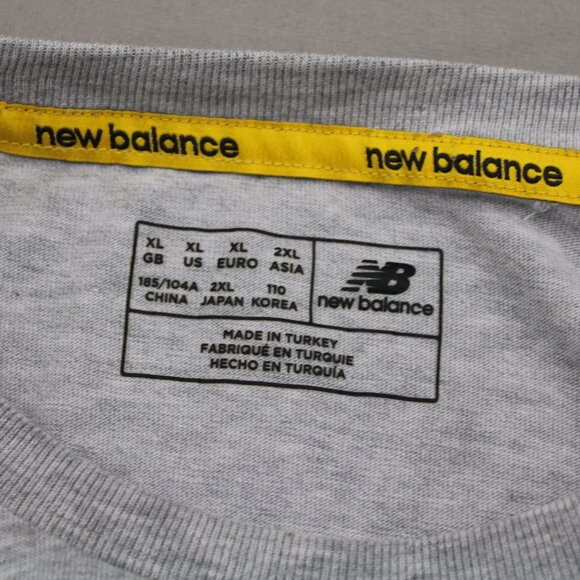 new balance new balance
XL XL XL 2XL
GB US EURO ASIA
185/104A 2XL 110
CHINA JAPAN KOREA
NB
new balance
MADE IN TURKEY
FABRIQUÉ EN TURQUIE
HECHO EN TURQUÍA